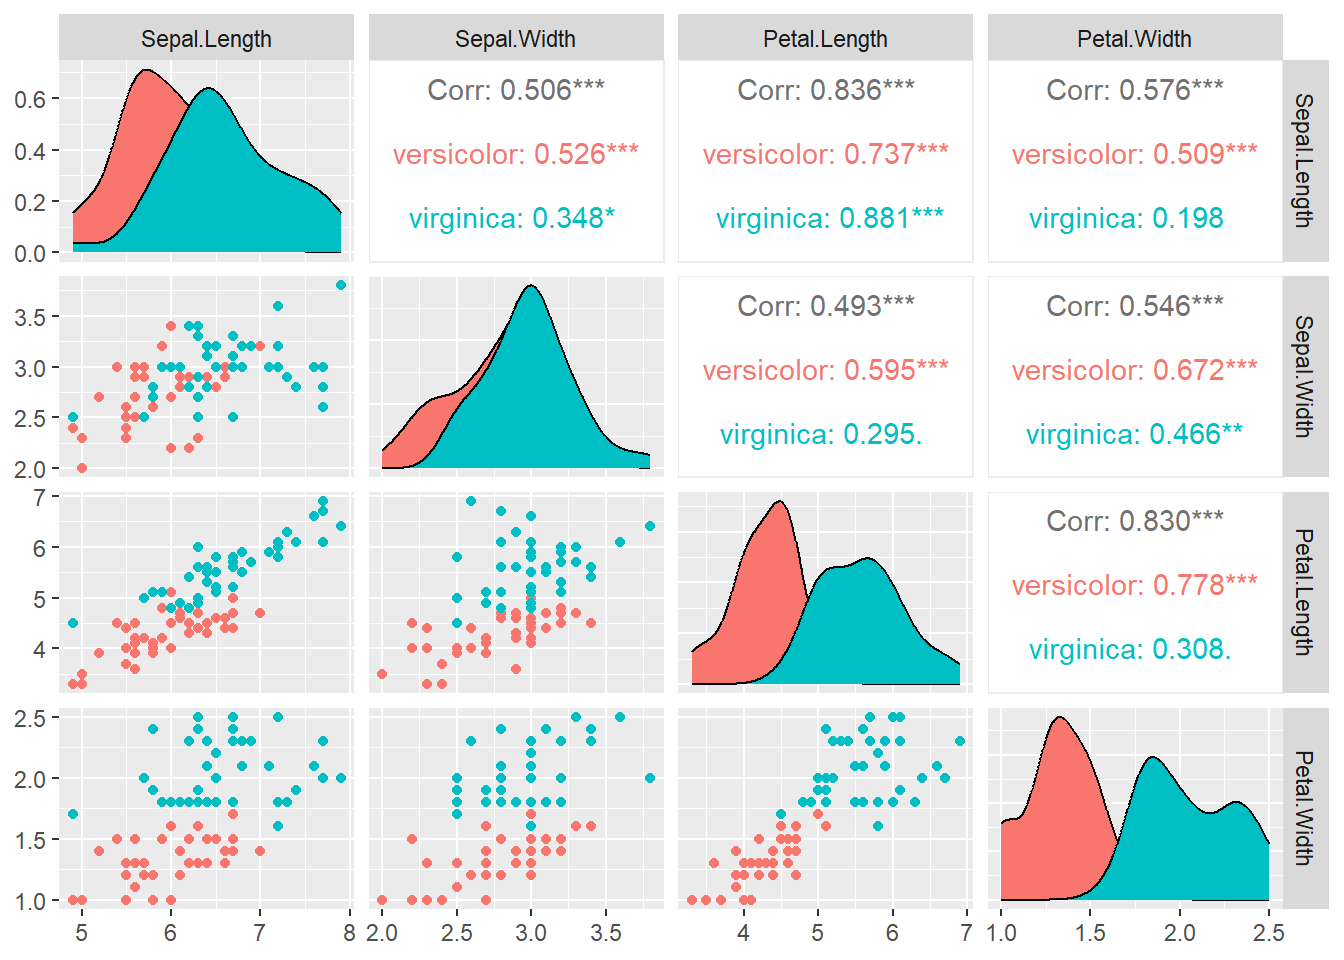 Sepal.Length
Sepal.Width
Petal.Length
Petal.Width
0.6
0.4
0.2
0.0
Corr: 0.506***
versicolor: 0.526***
virginica: 0.348*
Corr: 0.836***
versicolor: 0.737***
virginica: 0.881***
Corr: 0.576***
versicolor: 0.509***
virginica: 0.198
Sepal.Length
3.5
3.0
2.5
2.0
Corr: 0.493***
versicolor: 0.595***
virginica: 0.295.
Corr: 0.546***
versicolor: 0.672***
virginica: 0.466**
Sepal.Width
7
6
5
4
Corr: 0.830***
versicolor: 0.778***
virginica: 0.308.
Petal.Length
2.5
2.0
1.5
1.0
Petal.Width
5
6
7
8
2.0
2.5
3.0
3.5
4
5
6
7
1.0
1.5
2.0
2.5